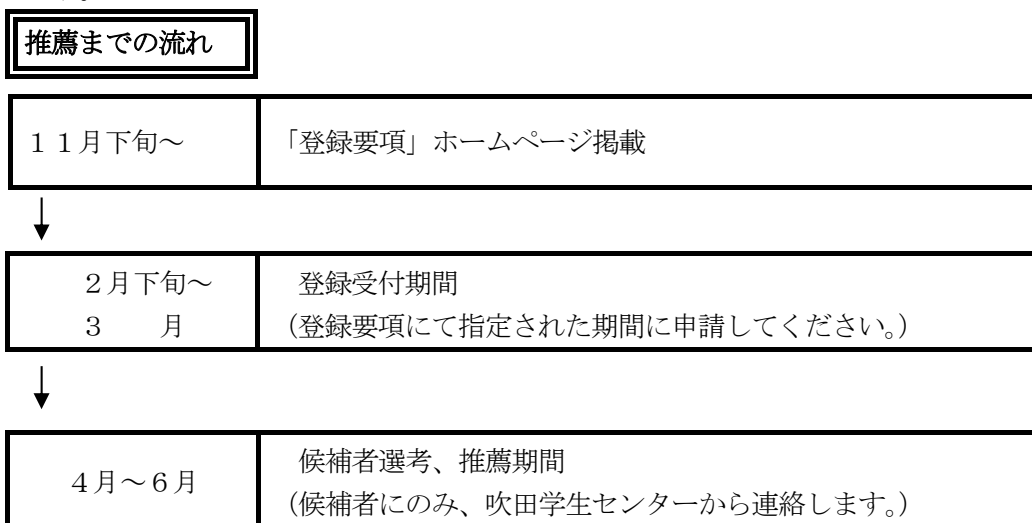 推薦までの流れ
１１月下旬～ 「登録要項」ホームページ掲載
２月下旬～ 登録受付期間
３　　月 （登録要項にて指定された期間に申請してください。）
４月～６月 候補者選考、推薦期間
（候補者にのみ、吹田学生センターから連絡します。）